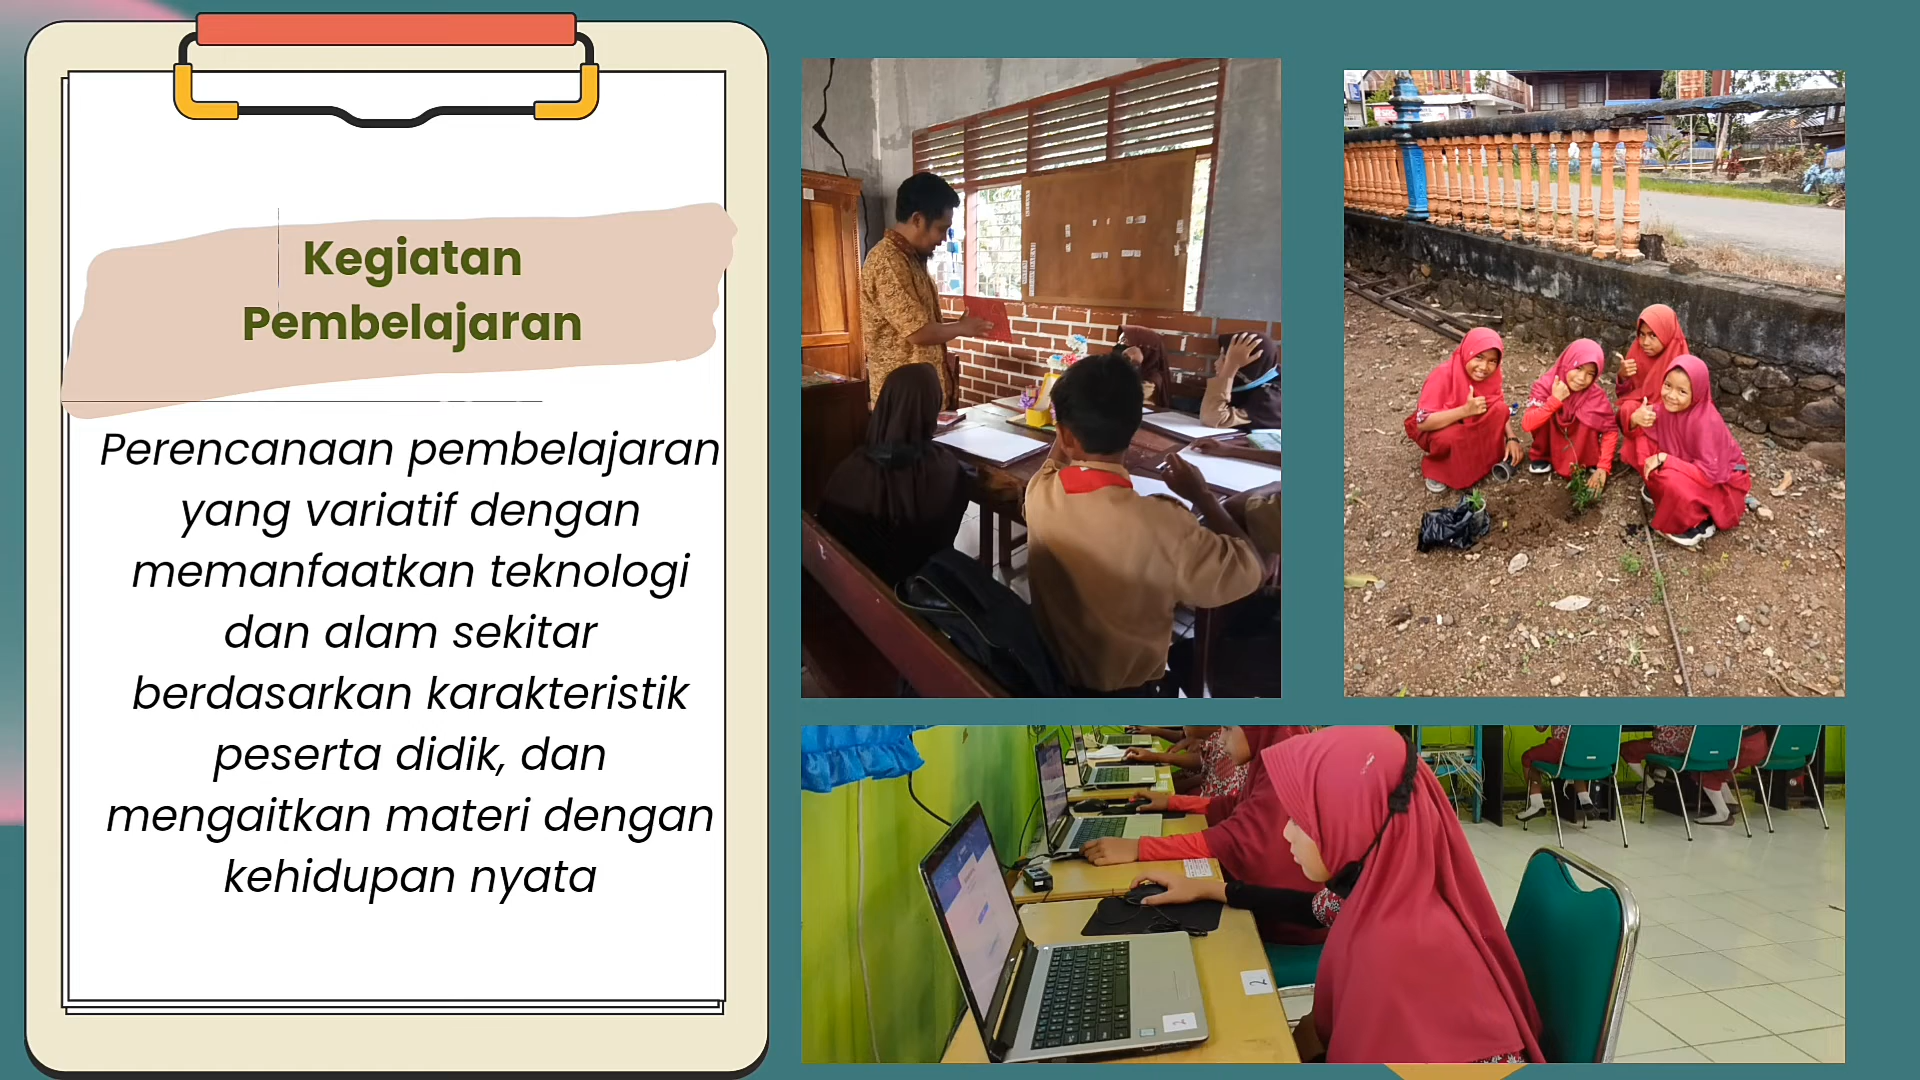 Kegiatan
Pembelajaran
Perencanaan pembelajaran
yang variatif dengan
memanfaatkan teknologi
dan alam sekitar
berdasarkan karakteristik
peserta didik, dan
mengaitkan materi dengan
kehidupan nyata